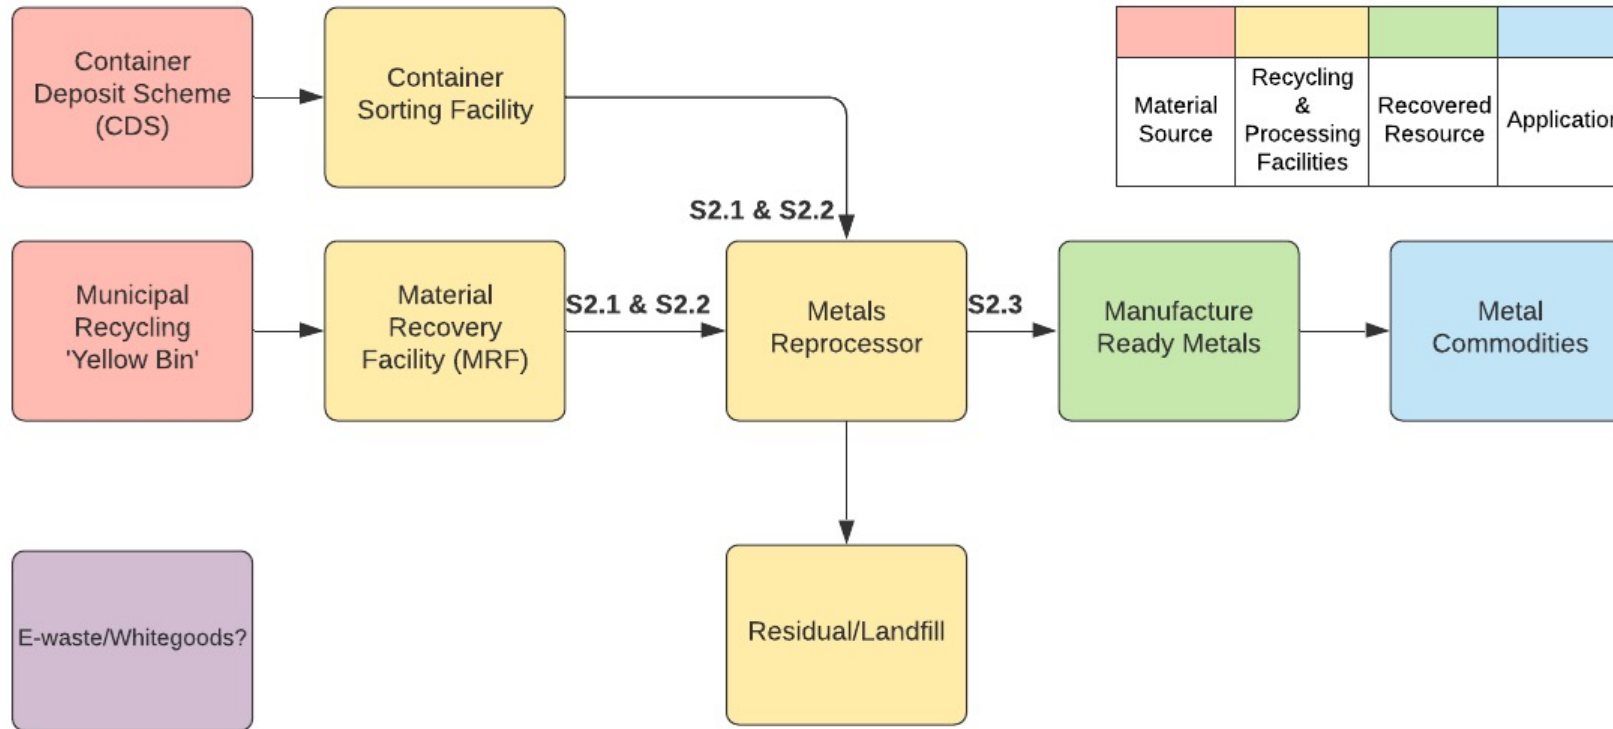 Container
Deposit Scheme
(CDS)
Container
Sorting Facility
Material
Source
Recycling
&
Processing
Facilities
Recovered
Resource
Application
S2.1 & S2.2
Municipal
Recycling
'Yellow Bin'
Material
Recovery
Facility (MRF)
S2.1 & S2.2
Metals
Reprocessor
S2.3
Manufacture
Ready Metals
Metal
Commodities
E-waste/Whitegoods?
Residual/Landfill